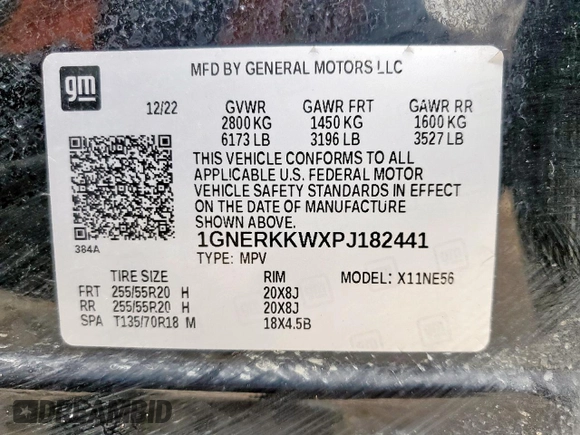 gm
MFD BY GENERAL MOTORS LLC
12/22 GVWR GAWR FRT GAWR RR
2800 KG 1450 KG 1600 KG
6173 LB 3196 LB 3527 LB
THIS VEHICLE CONFORMS TO ALL
APPLICABLE U.S. FEDERAL MOTOR
VEHICLE SAFETY STANDARDS IN EFFECT
ON THE DATE OF MANUFACTURE
SHOWN ABOVE.
384A
1GNERKKWXPJ182441
TYPE: MPV
TIRE SIZE RIM MODEL: X11NE56
FRT 255/55R20 H 20X8J
RR 255/55R20 H 20X8J
SPA T135/70R18 M 18X4.5B
DREAMBID